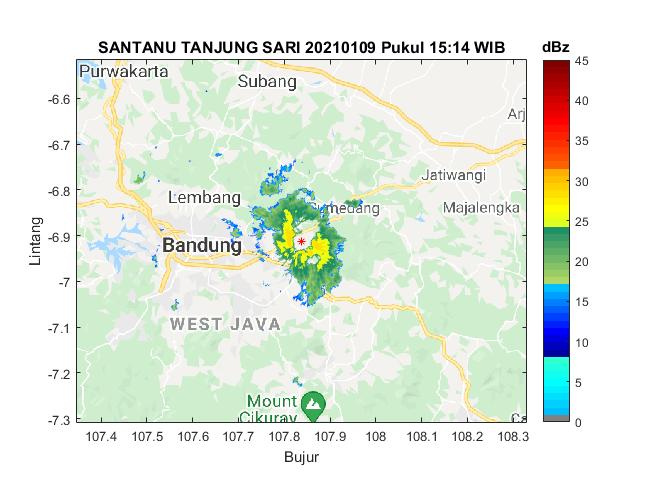 SANTANU TANJUNG SARI 20210109 Pukul 15:14 WIB
dBz
Purwakarta
Subang
Arj
Jatiwangi
Majalengka
Lembang
Bandung
WEST JAVA
Mount
Cikuray
Lintang
-6.6
-6.7
-6.8
-6.9
-7
-7.1
-7.2
-7.3
107.4 107.5 107.6 107.7 107.8 107.9 108 108.1 108.2 108.3
Bujur
45
40
35
30
25
20
15
10
5
0